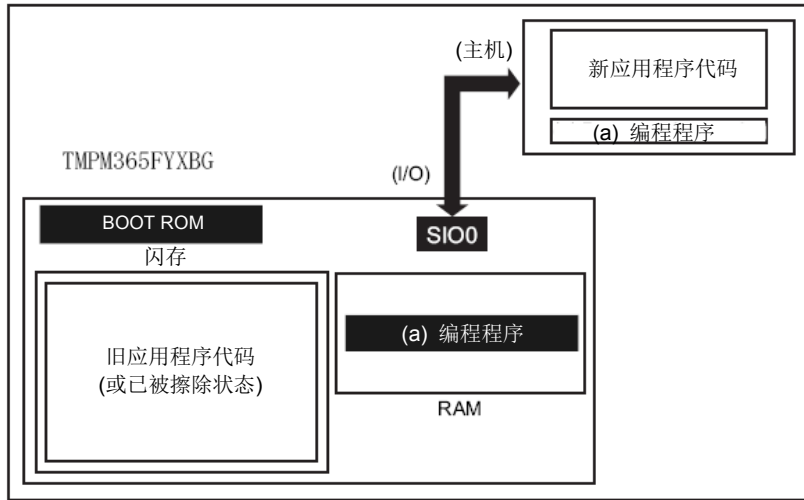 (主机)
新应用程序代码
(a) 编程程序
TMPM365FYXBG
(I/O)
BOOT ROM
SIO0
闪存
旧应用程序代码
(或已被擦除状态)
(a) 编程程序
RAM